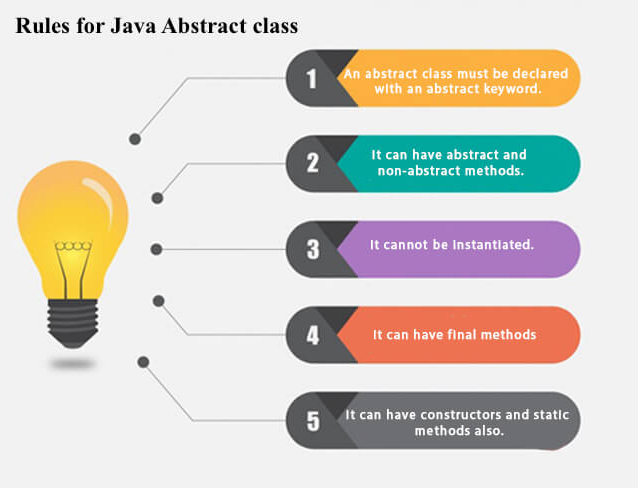 Rules for Java Abstract class
1
An abstract class must be declared
with an abstract keyword.
2
It can have abstract and
non-abstract methods.
3
It cannot be instantiated.
4
It can have final methods
5
It can have constructors and static
methods also.